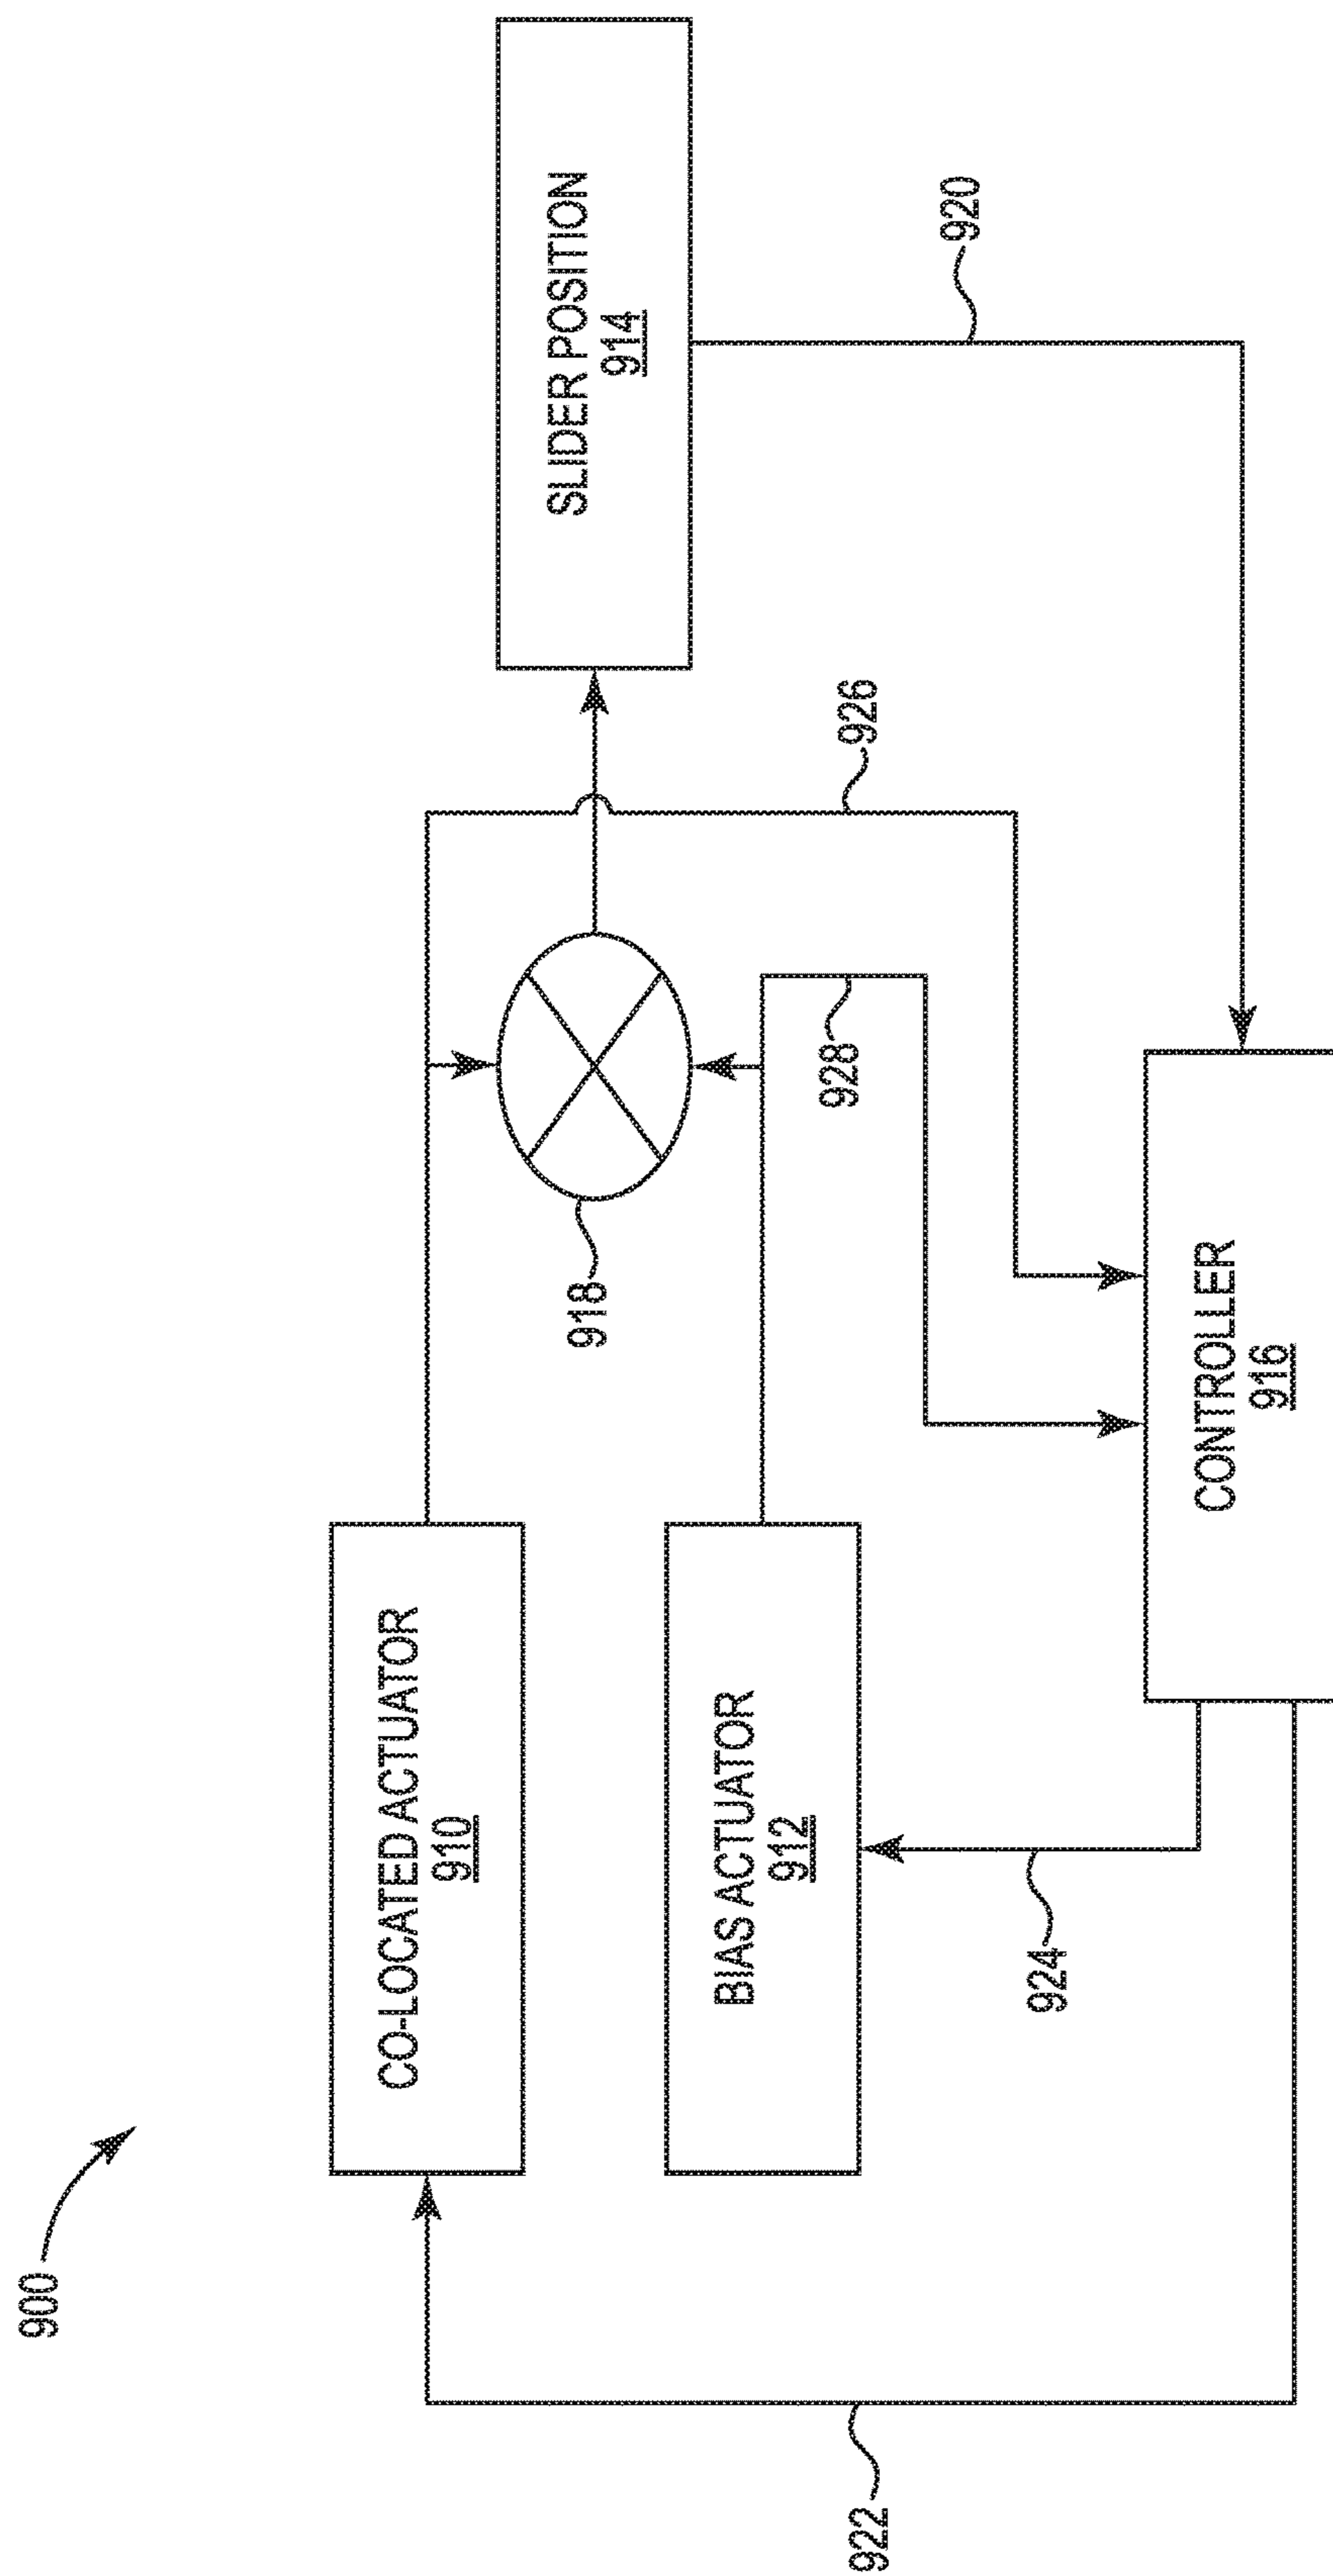 900
CO-LOCATED ACTUATOR
910
BIAS ACTUATOR
912
SLIDER POSITION
914
918
926
928
920
924
922
CONTROLLER
916